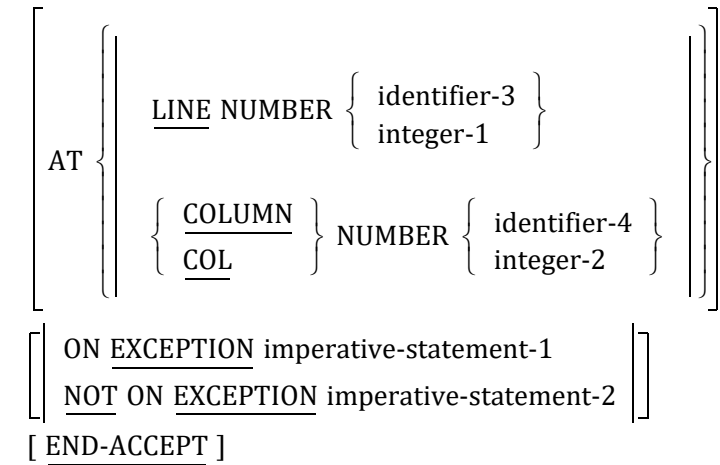 LINE NUMBER { identifier-3
integer-1 }
AT
{ COLUMN
COL } NUMBER { identifier-4
integer-2 }
ON EXCEPTION imperative-statement-1
NOT ON EXCEPTION imperative-statement-2
[ END-ACCEPT ]